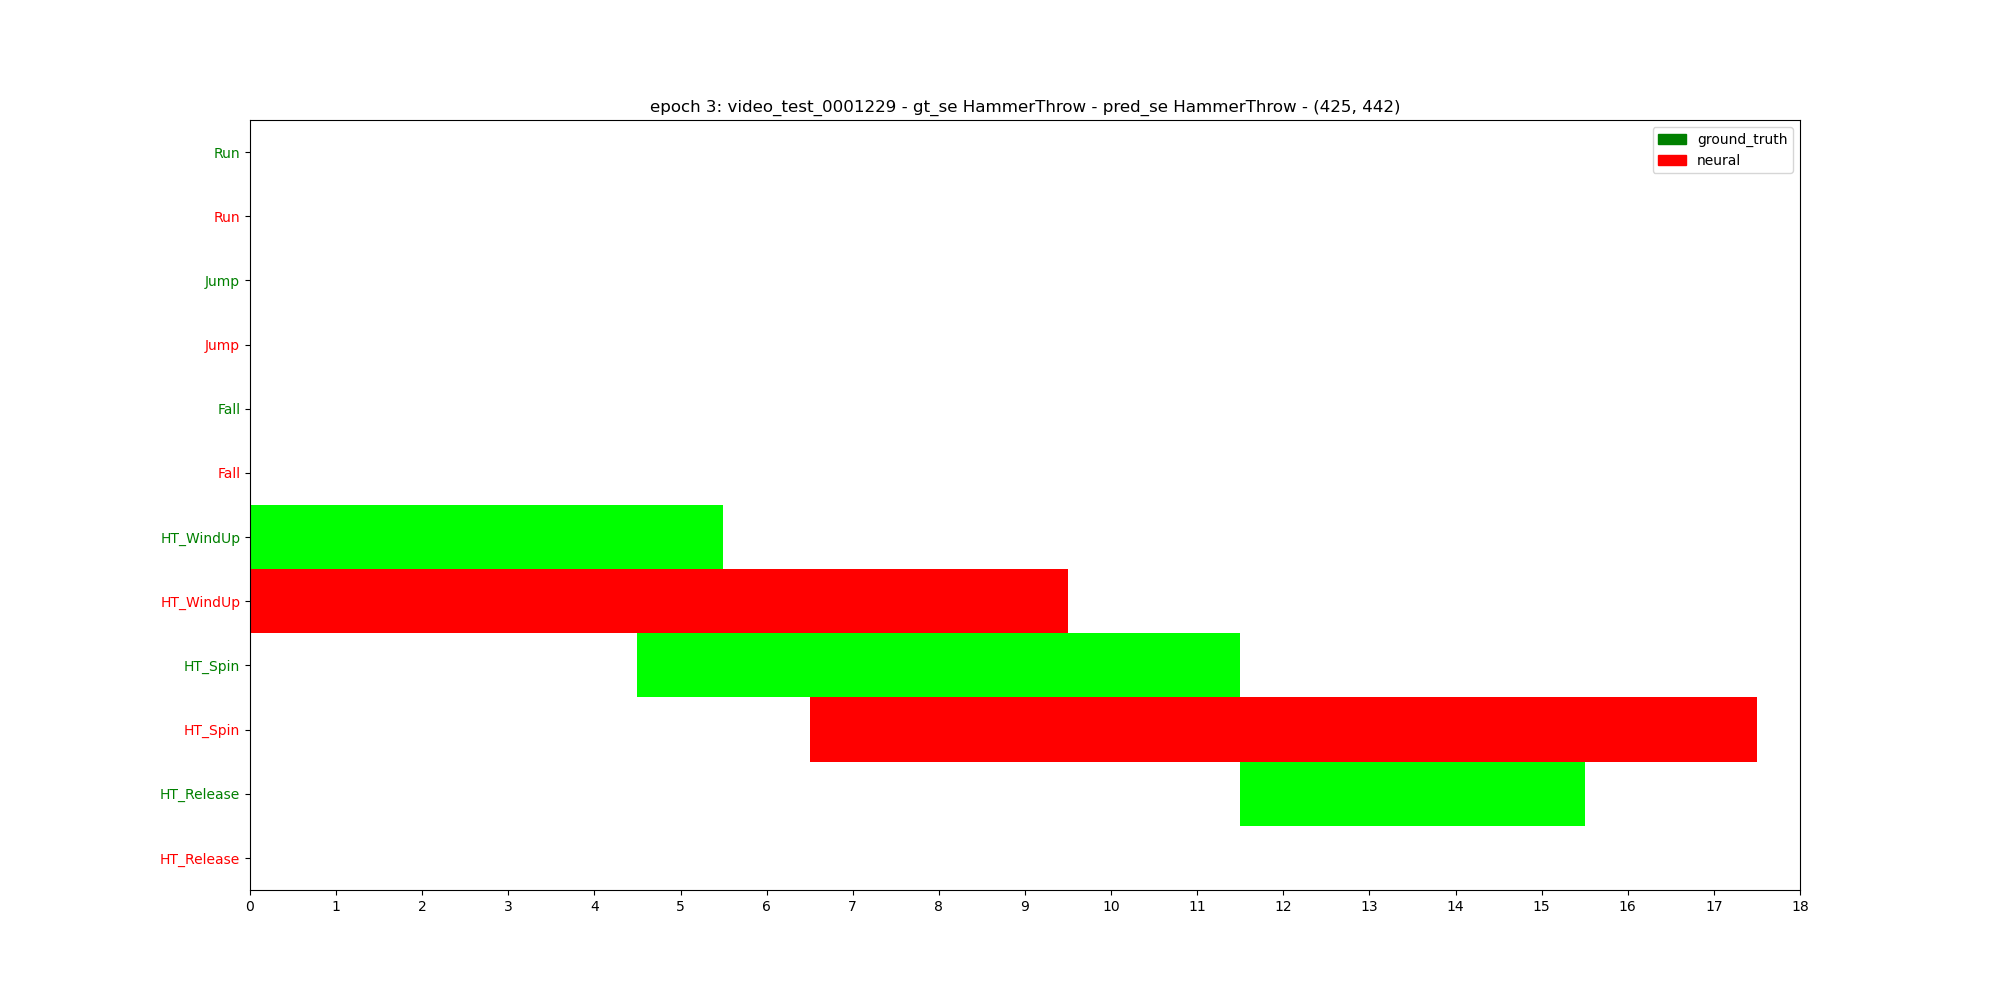 epoch 3: video_test_0001229 - gt_se HammerThrow - pred_se HammerThrow - (425, 442)
ground_truth
neural
Run
Run
Jump
Jump
Fall
Fall
HT_WindUp
HT_WindUp
HT_Spin
HT_Spin
HT_Release
HT_Release
0 1 2 3 4 5 6 7 8 9 10 11 12 13 14 15 16 17 18